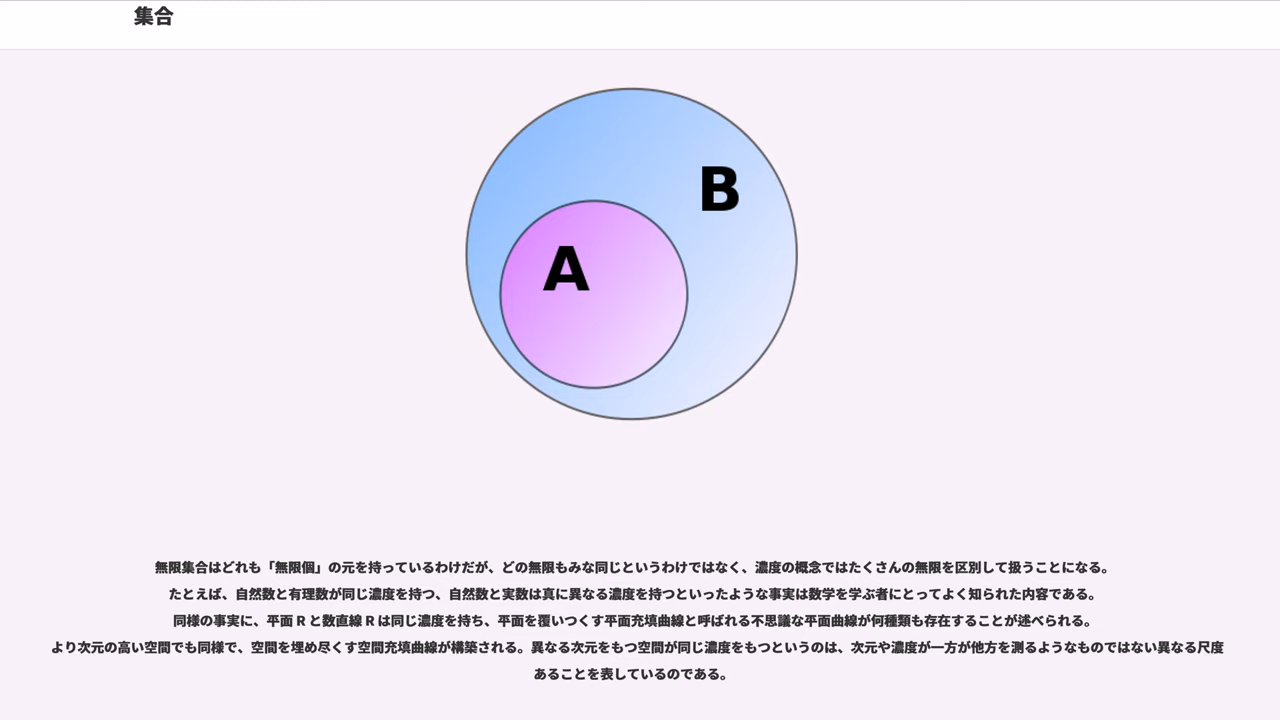 集合
B
A
無限集合はどれも「無限個」の元を持っているわけだが、どの無限もみな同じというわけではなく、濃度の概念ではたくさんの無限を区別して扱うことになる。
たとえば、自然数と有理数が同じ濃度を持つ、自然数と実数は真に異なる濃度を持つといったような事実は数学を学ぶ者にとってよく知られた内容である。
同様の事実に、平面 R と数直線 R は同じ濃度を持ち、平面を覆いつくす平面充填曲線と呼ばれる不思議な平面曲線が何種類も存在することが述べられる。
より次元の高い空間でも同様で、空間を埋め尽くす空間充填曲線が構築される。異なる次元をもつ空間が同じ濃度をもつというのは、次元や濃度が一方が他方を測るようなものではない異なる尺度
あることを表しているのである。